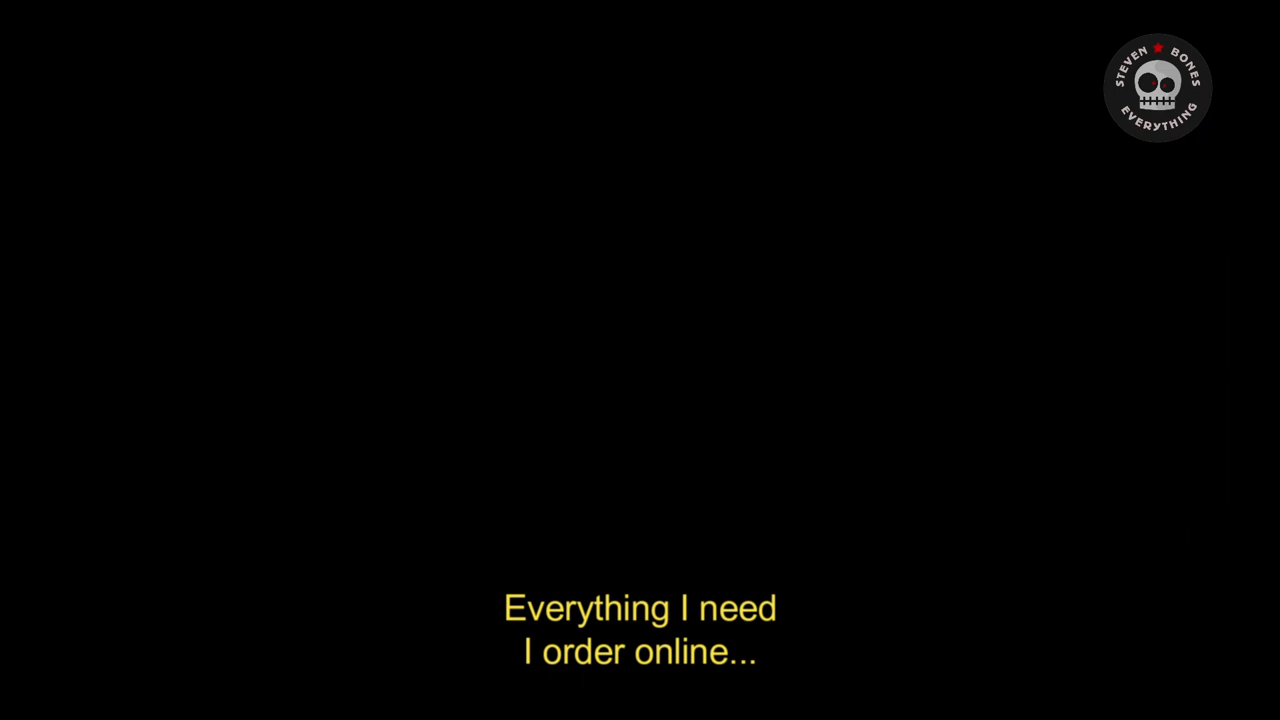 STEVEN ★ BONES
EVERYTHING
Everything I need
I order online...